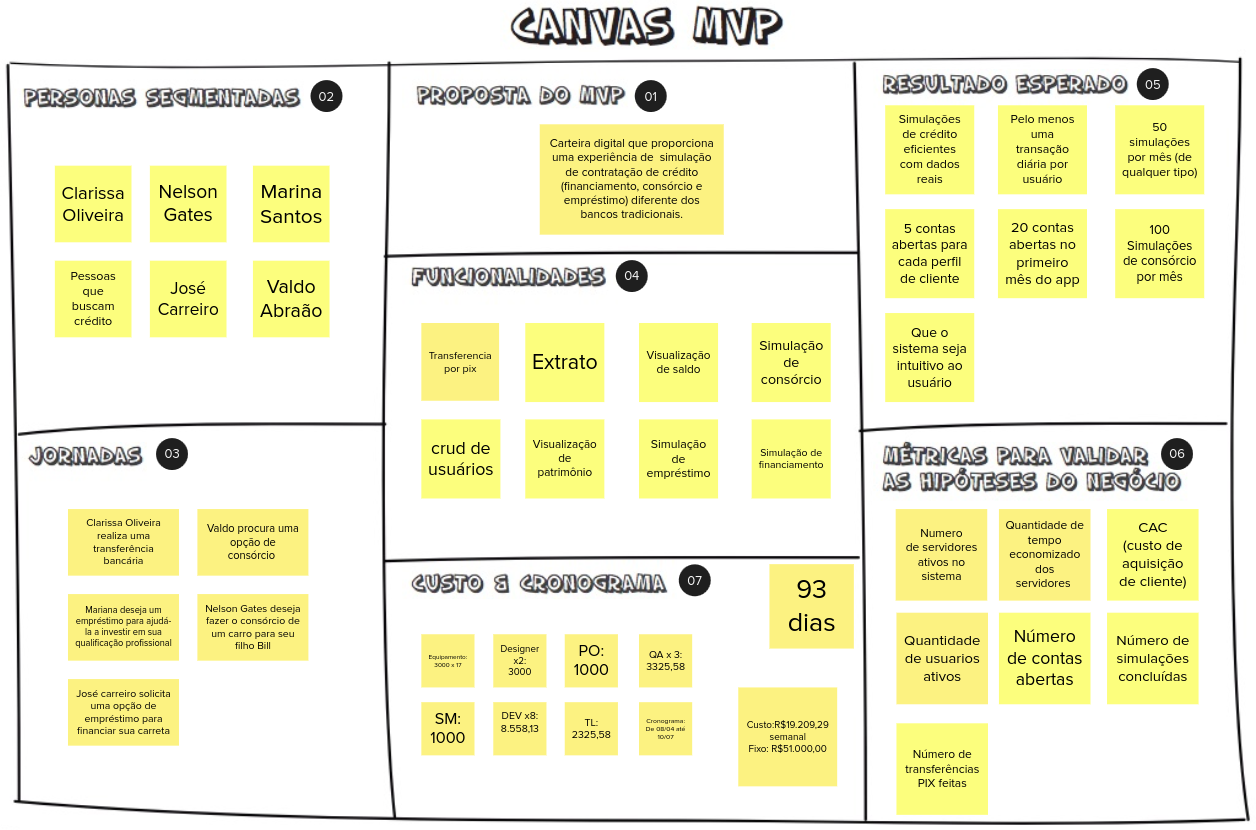 CANVAS MVP
PERSONAS SEGMENTADAS 02
Clarissa
Oliveira
Nelson
Gates
Marina
Santos
Pessoas
que
buscam
crédito
José
Carreiro
Valdo
Abraão
PROPOSTA DO MVP 01
Carteira digital que proporciona
uma experiência de simulação
de contratação de crédito
(financiamento, consórcio e
empréstimo) diferente dos
bancos tradicionais.
RESULTADO ESPERADO 05
Simulações
de crédito
eficientes
com dados
reais
Pelo menos
uma
transação
diária por
usuário
50
simulações
por mês (de
qualquer tipo)
5 contas
abertas para
cada perfil
de cliente
20 contas
abertas no
primeiro
mês do app
100
Simulações
de consórcio
por mês
Que o
sistema seja
intuitivo ao
usuário
FUNCIONALIDADES 04
Transferencia
por pix
Extrato
Visualização
de saldo
Simulação
de
consórcio
crud de
usuários
Visualização
de
patrimônio
Simulação
de
empréstimo
Simulação de
financiamento
JORNADAS 03
Clarissa Oliveira
realiza uma
transferência
bancária
Valdo procura uma
opção de
consórcio
Mariana deseja um
empréstimo para ajudá-
la a investir em sua
qualificação profissional
Nelson Gates deseja
fazer o consórcio de
um carro para seu
filho Bill
José carreiro solicita
uma opção de
empréstimo para
financiar sua carreta
CUSTO & CRONOGRAMA 07
93
dias
Equipamento:
3000 x 17
Designer
x2:
3000
PO:
1000
QA x 3:
3325,58
SM:
1000
DEV x8:
8.558,13
TL:
2325,58
Cronograma:
De 08/04 até
10/07
Custo:R$19.209,29
semanal
Fixo: R$51.000,00
MÉTRICAS PARA VALIDAR 06
AS HIPÓTESES DO NEGÓCIO
Numero
de servidores
ativos no
sistema
Quantidade de
tempo
economizado
dos
servidores
CAC
(custo de
aquisição
de cliente)
Quantidade
de usuarios
ativos
Número
de contas
abertas
Número de
simulações
concluídas
Número de
transferências
PIX feitas